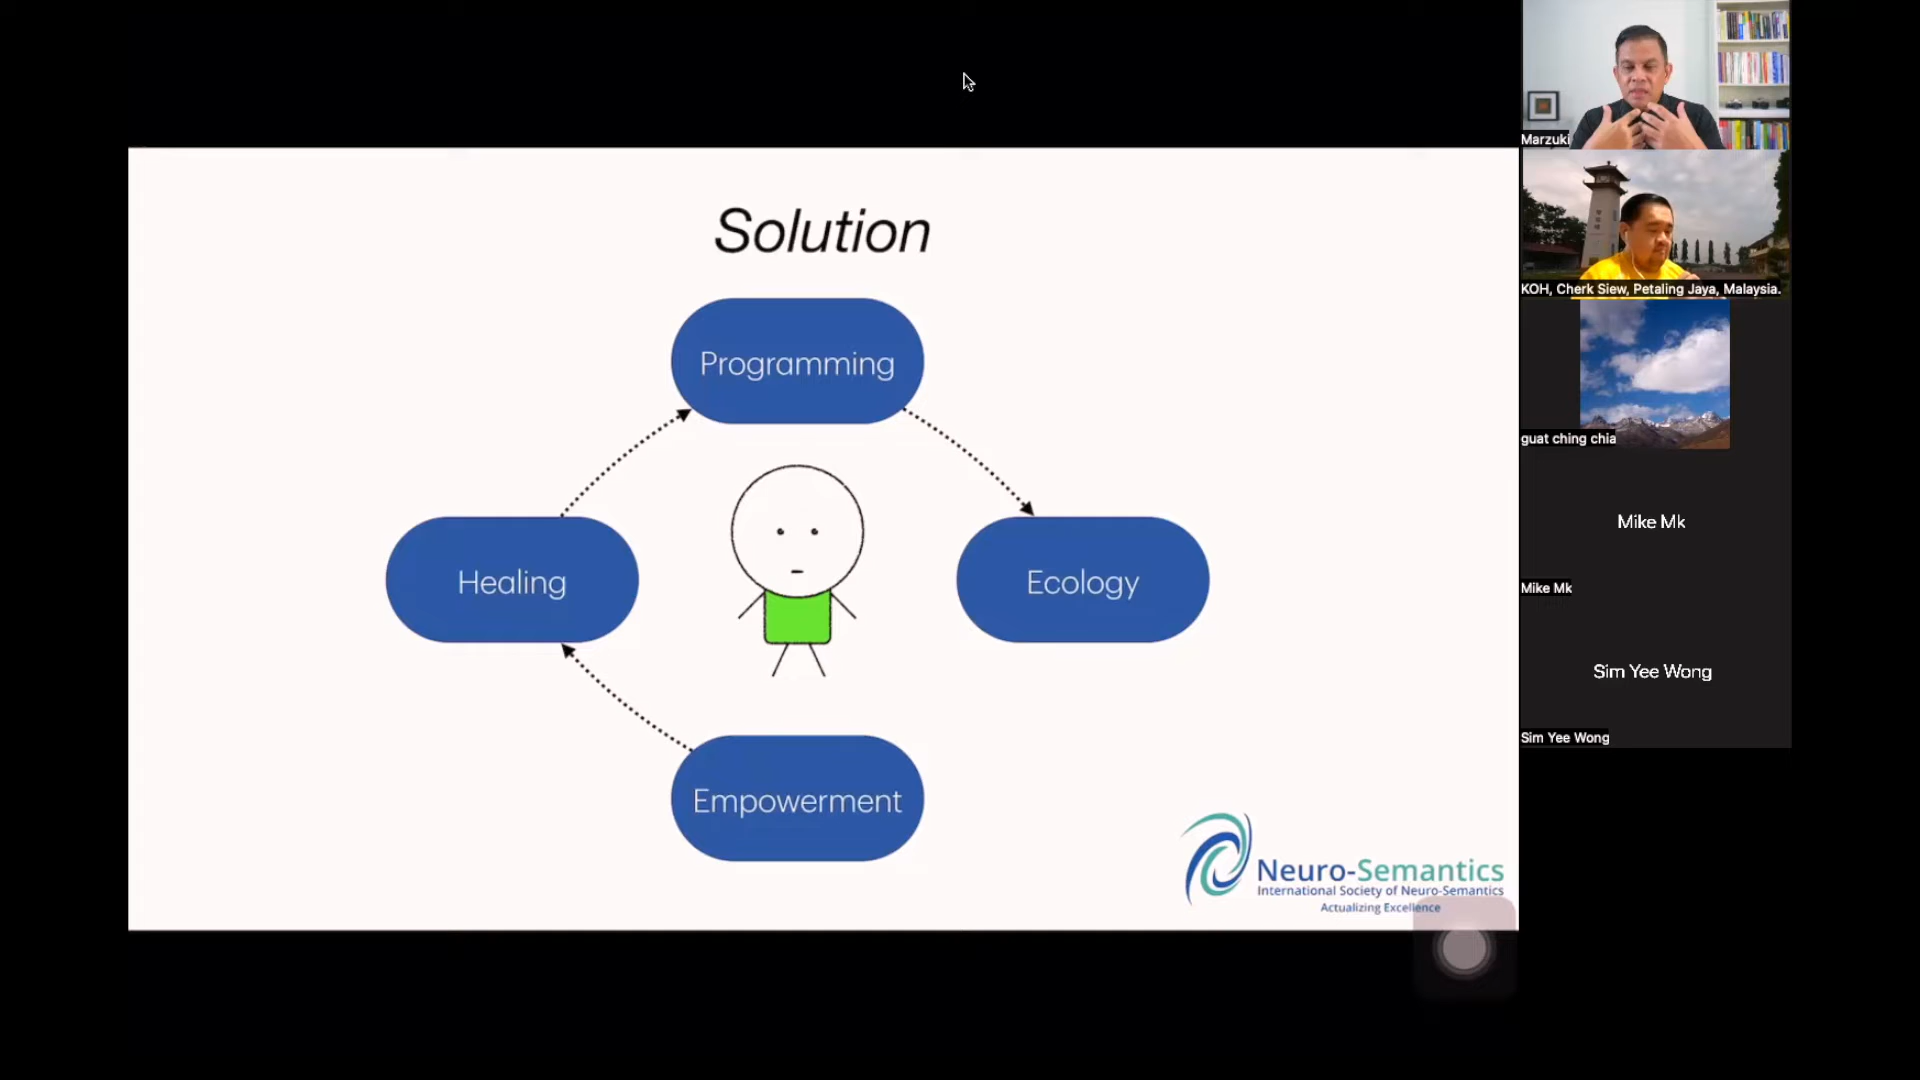 Solution
Programming
Healing
Ecology
Empowerment
Neuro-Semantics
International Society of Neuro-Semantics
Actualizing Excellence
Marzuki
KOH, Cherk Siew, Petaling Jaya, Malaysia.
guat ching chia
Mike Mk
Mike Mk
Sim Yee Wong
Sim Yee Wong